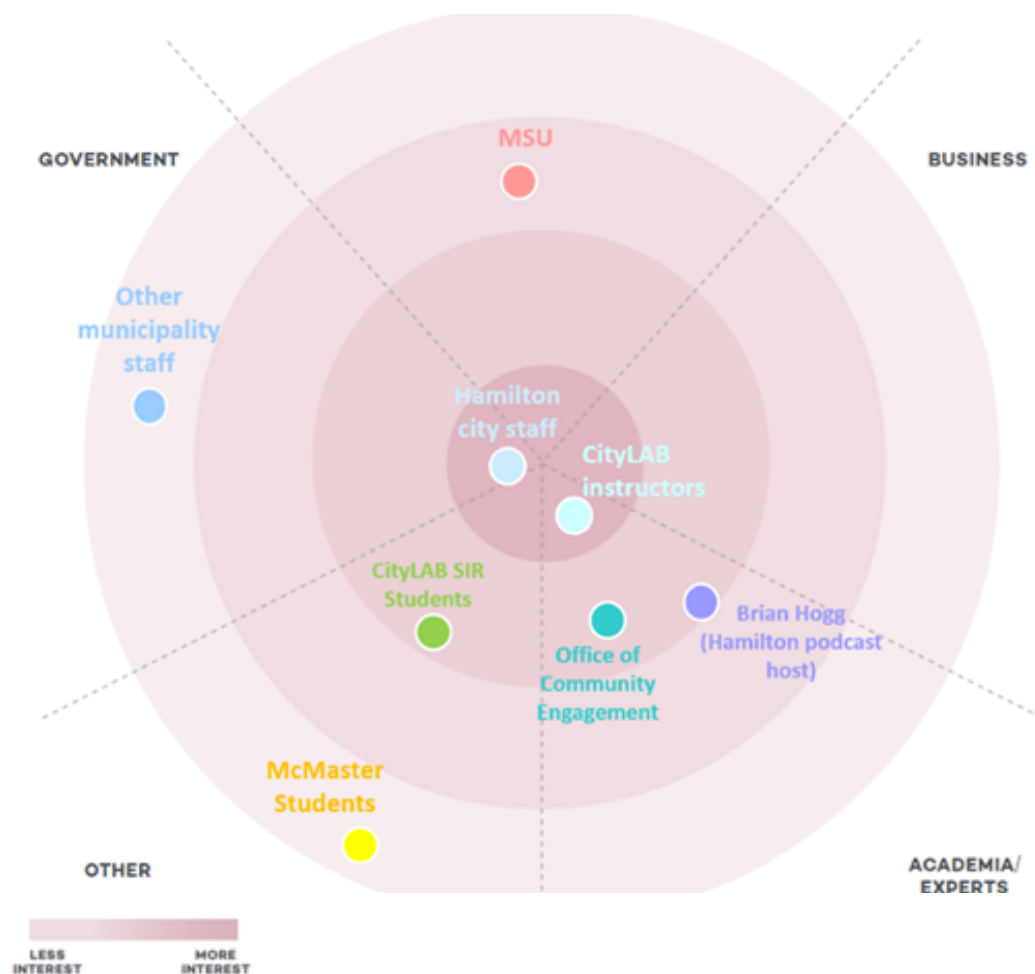 MSU
GOVERNMENT
BUSINESS
Other
municipality
staff
Hamilton
city staff
CityLAB
instructors
CityLAB SIR
Students
Brian Hogg
(Hamilton podcast
host)
Office of
Community
Engagement
McMaster
Students
OTHER
ACADEMIA/
EXPERTS
LESS
INTEREST
MORE
INTEREST